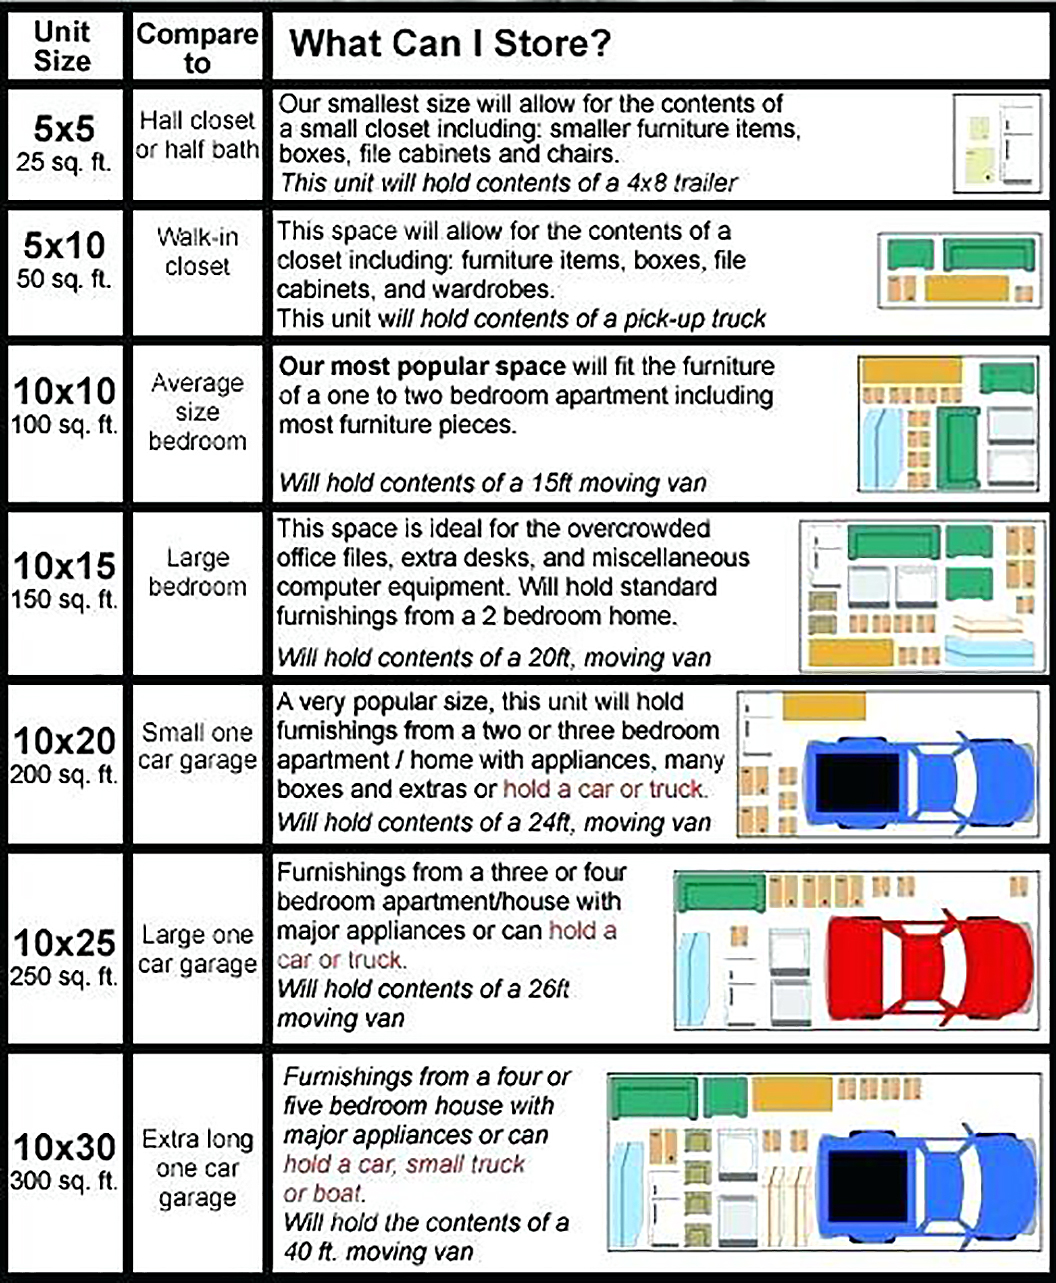 Unit
Size
Compare
to
What Can I Store?
5x5
25 sq. ft.
Hall closet
or half bath
Our smallest size will allow for the contents of
a small closet including: smaller furniture items,
boxes, file cabinets and chairs.
This unit will hold contents of a 4x8 trailer
5x10
50 sq. ft.
Walk-in
closet
This space will allow for the contents of a
closet including: furniture items, boxes, file
cabinets, and wardrobes.
This unit will hold contents of a pick-up truck
10x10
100 sq. ft.
Average
size
bedroom
Our most popular space will fit the furniture
of a one to two bedroom apartment including
most furniture pieces.
Will hold contents of a 15ft moving van
10x15
150 sq. ft.
Large
bedroom
This space is ideal for the overcrowded
office files, extra desks, and miscellaneous
computer equipment. Will hold standard
furnishings from a 2 bedroom home.
Will hold contents of a 20ft, moving van
10x20
200 sq. ft.
Small one
car garage
A very popular size, this unit will hold
furnishings from a two or three bedroom
apartment / home with appliances, many
boxes and extras or hold a car or truck.
Will hold contents of a 24ft, moving van
10x25
250 sq. ft.
Large one
car garage
Furnishings from a three or four
bedroom apartment/house with
major appliances or can hold a
car or truck.
Will hold contents of a 26ft
moving van
10x30
300 sq. ft.
Extra long
one car
garage
Furnishings from a four or
five bedroom house with
major appliances or can
hold a car, small truck
or boat.
Will hold the contents of a
40 ft. moving van